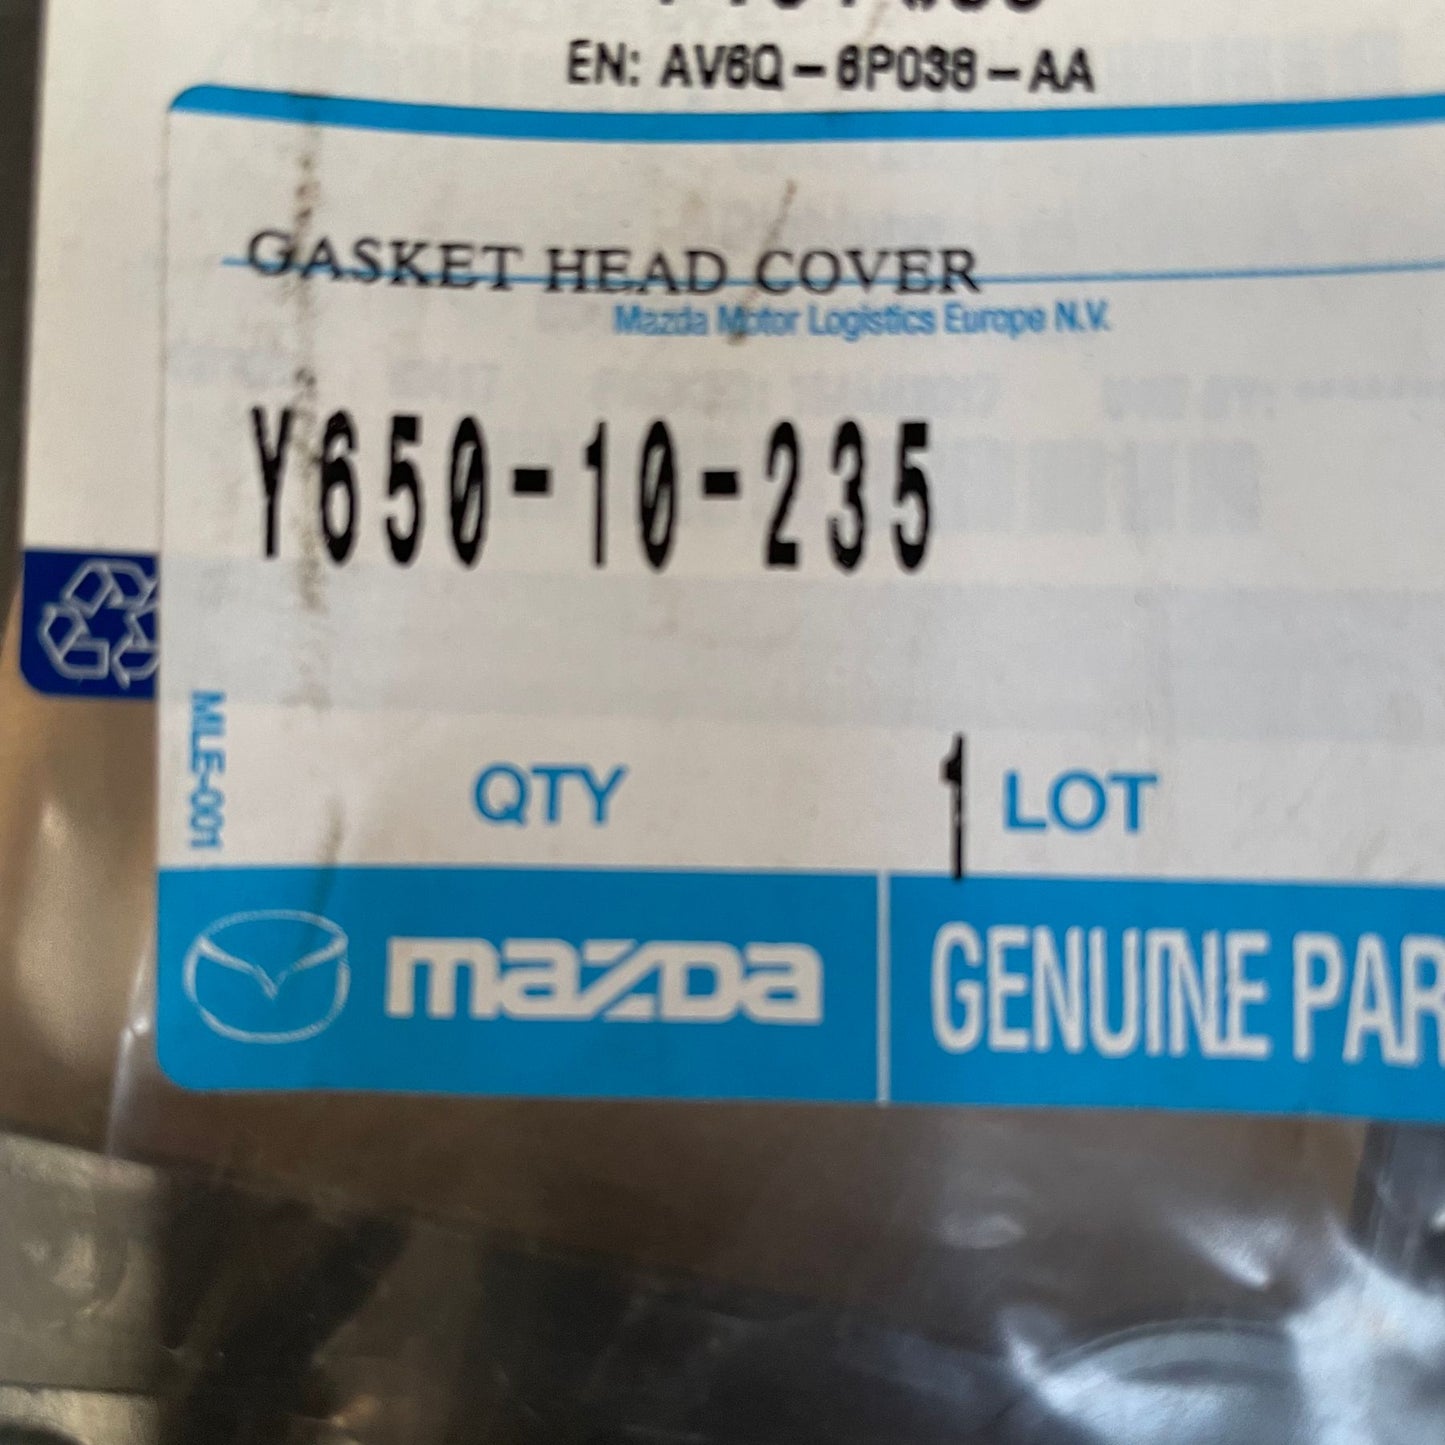 EN: AV6Q-6P038-AA
GASKET HEAD COVER
Mazda Motor Logistics Europe N.V.
Y650-10-235
MLE-001
QTY 1 LOT
mazda GENUINE PAR